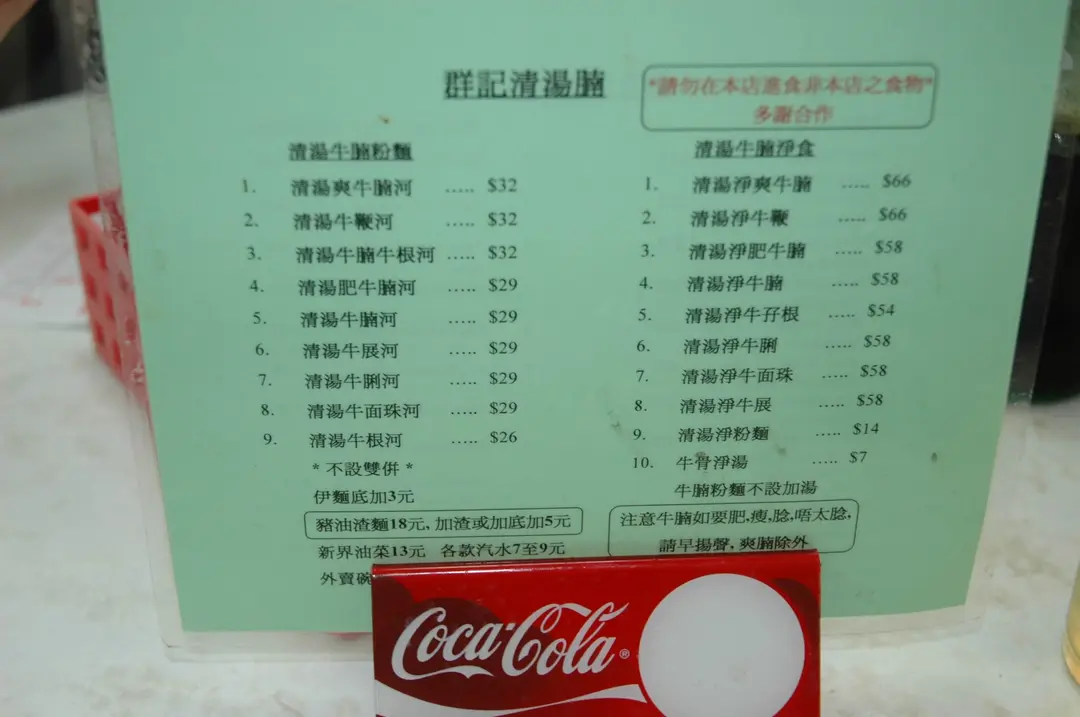 群記清湯腩
*請勿在本店進食非本店之食物*
多謝合作
清湯牛腩粉麵
1. 清湯爽牛腩河 ..... $32
2. 清湯牛鞭河 ..... $32
3. 清湯牛腩牛根河 ..... $32
4. 清湯肥牛腩河 ..... $29
5. 清湯牛腩河 ..... $29
6. 清湯牛展河 ..... $29
7. 清湯牛脷河 ..... $29
8. 清湯牛面珠河 ..... $29
9. 清湯牛根河 ..... $26
* 不設雙併 *
伊麵底加3元
豬油渣麵18元, 加渣或加底加5元
新界油菜13元 各款汽水7至9元
外賣碗
清湯牛腩淨食
1. 清湯淨爽牛腩 ..... $66
2. 清湯淨牛鞭 ..... $66
3. 清湯淨肥牛腩 ..... $58
4. 清湯淨牛腩 ..... $58
5. 清湯淨牛孖根 ..... $54
6. 清湯淨牛脷 ..... $58
7. 清湯淨牛面珠 ..... $58
8. 清湯淨牛展 ..... $58
9. 清湯淨粉麵 ..... $14
10. 牛骨淨湯 ..... $7
牛腩粉麵不設加湯
注意牛腩如要肥,瘦,腍,唔太腍,
請早揚聲, 爽腩除外
Coca-Cola®